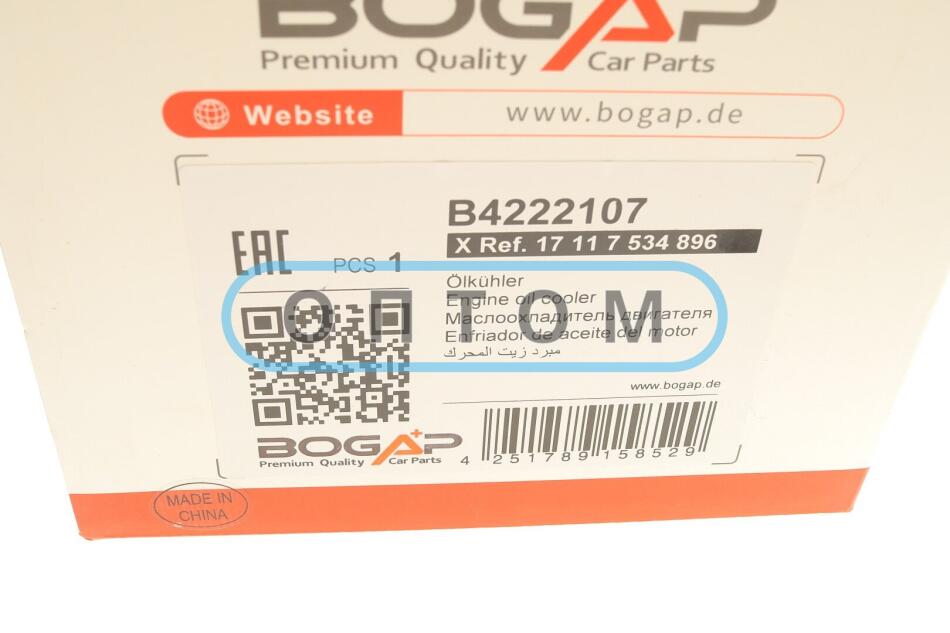 BOGAP
Premium Quality Car Parts
Website www.bogap.de
B4222107
X Ref. 17 11 7 534 896
EAC
PCS 1
Ölkühler
Engine oil cooler
Маслоохладитель двигателя
Enfriador de aceite del motor
مبرد زيت المحرك
ОПТОМ
www.bogap.de
BOGAP
Premium Quality Car Parts
4 251789 158529
MADE IN
CHINA